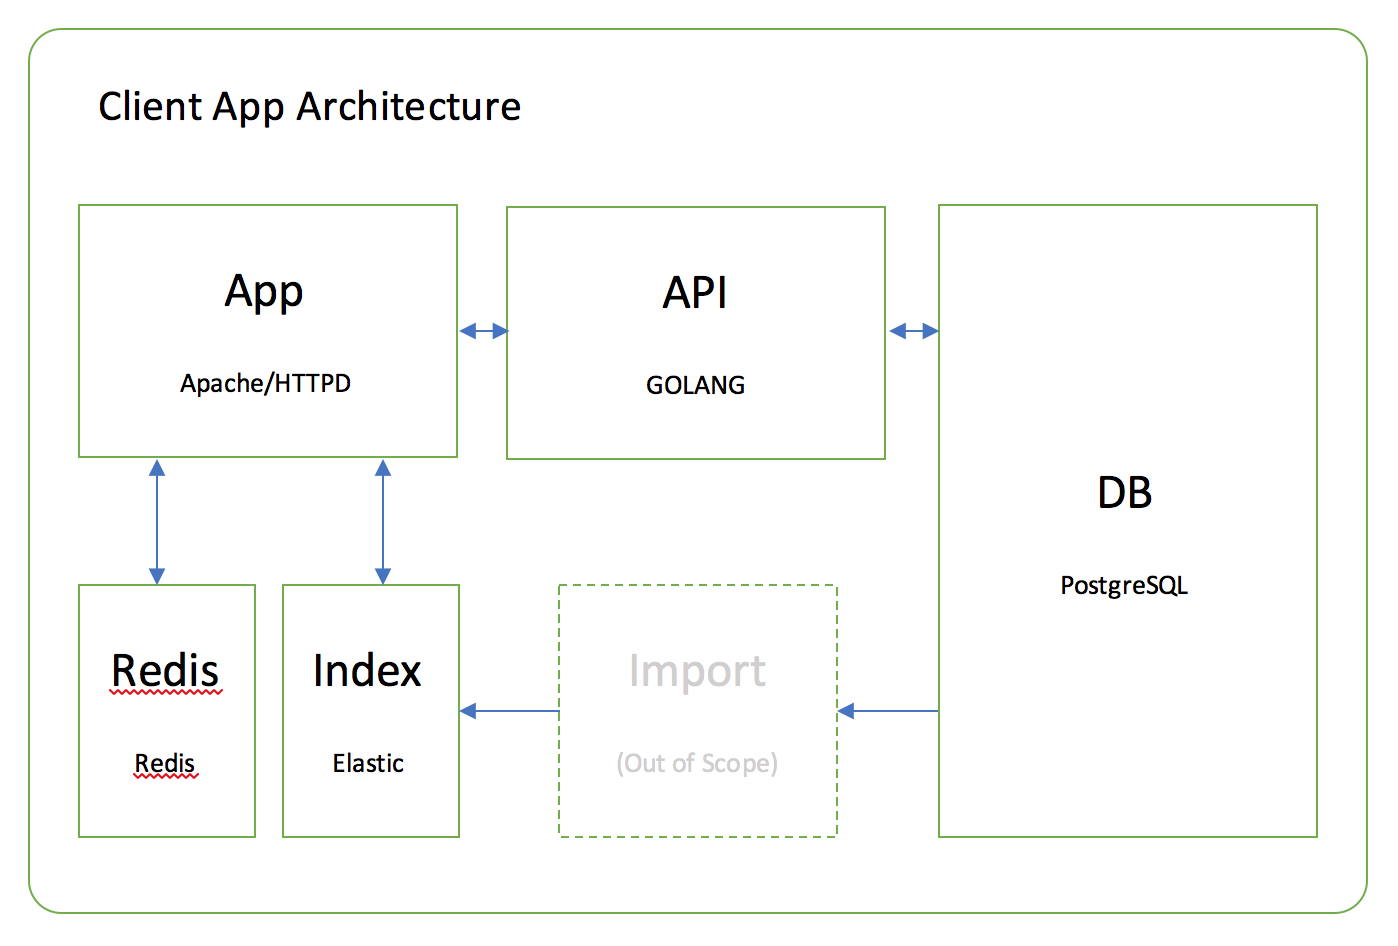 Client App Architecture
App
Apache/HTTPD
API
GOLANG
DB
PostgreSQL
Redis
Redis
Index
Elastic
Import
(Out of Scope)